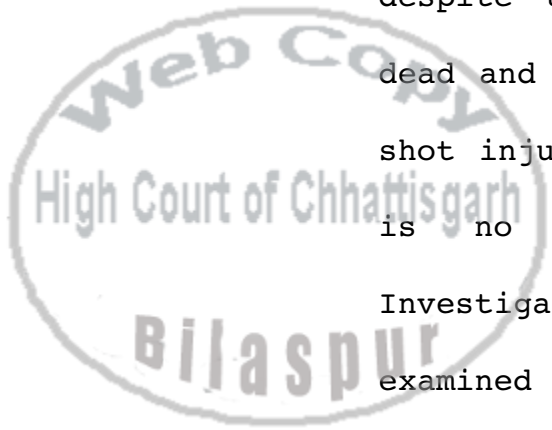 despite
Web Copy
dead and
shot inju
High Court of Chhattisgarh
is no
Investiga
Bilaspur
examined